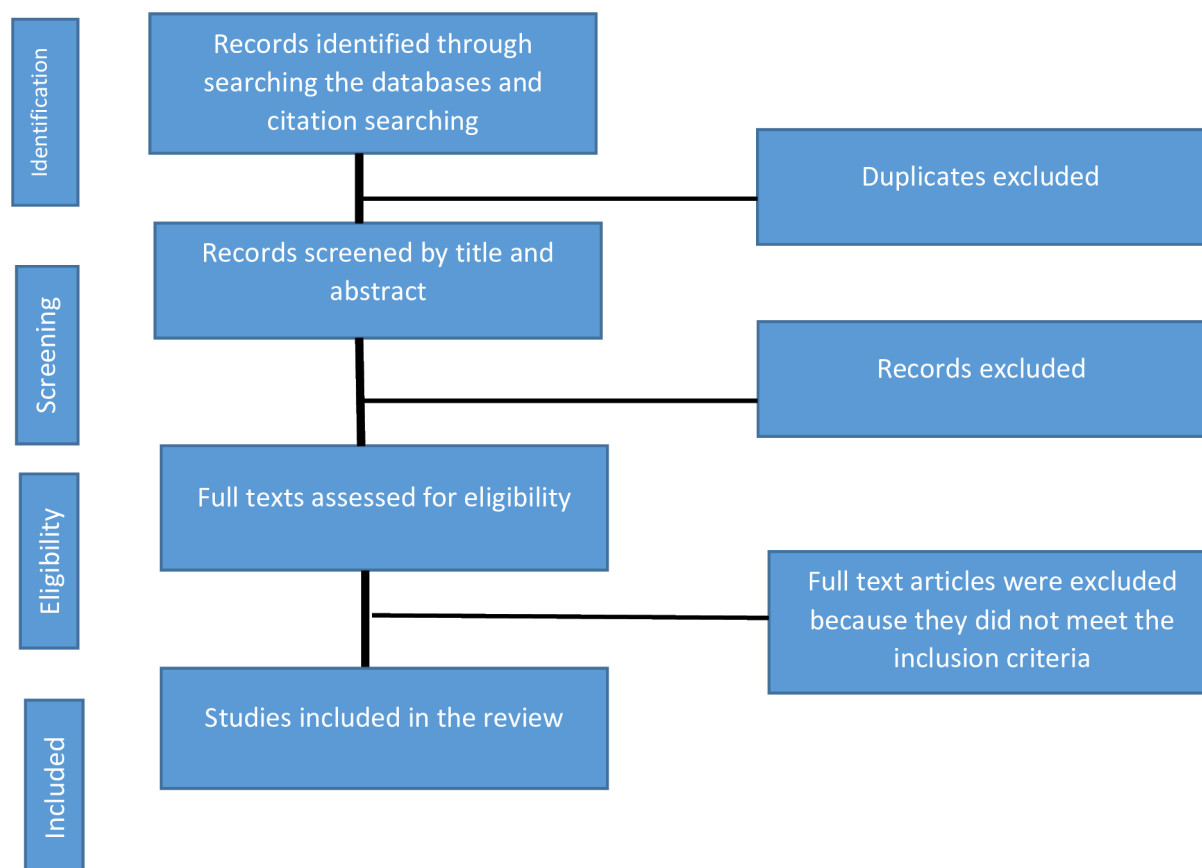 Identification
Records identified through
searching the databases and
citation searching
Duplicates excluded
Records screened by title and
abstract
Screening
Records excluded
Full texts assessed for eligibility
Eligibility
Full text articles were excluded
because they did not meet the
inclusion criteria
Studies included in the review
Included